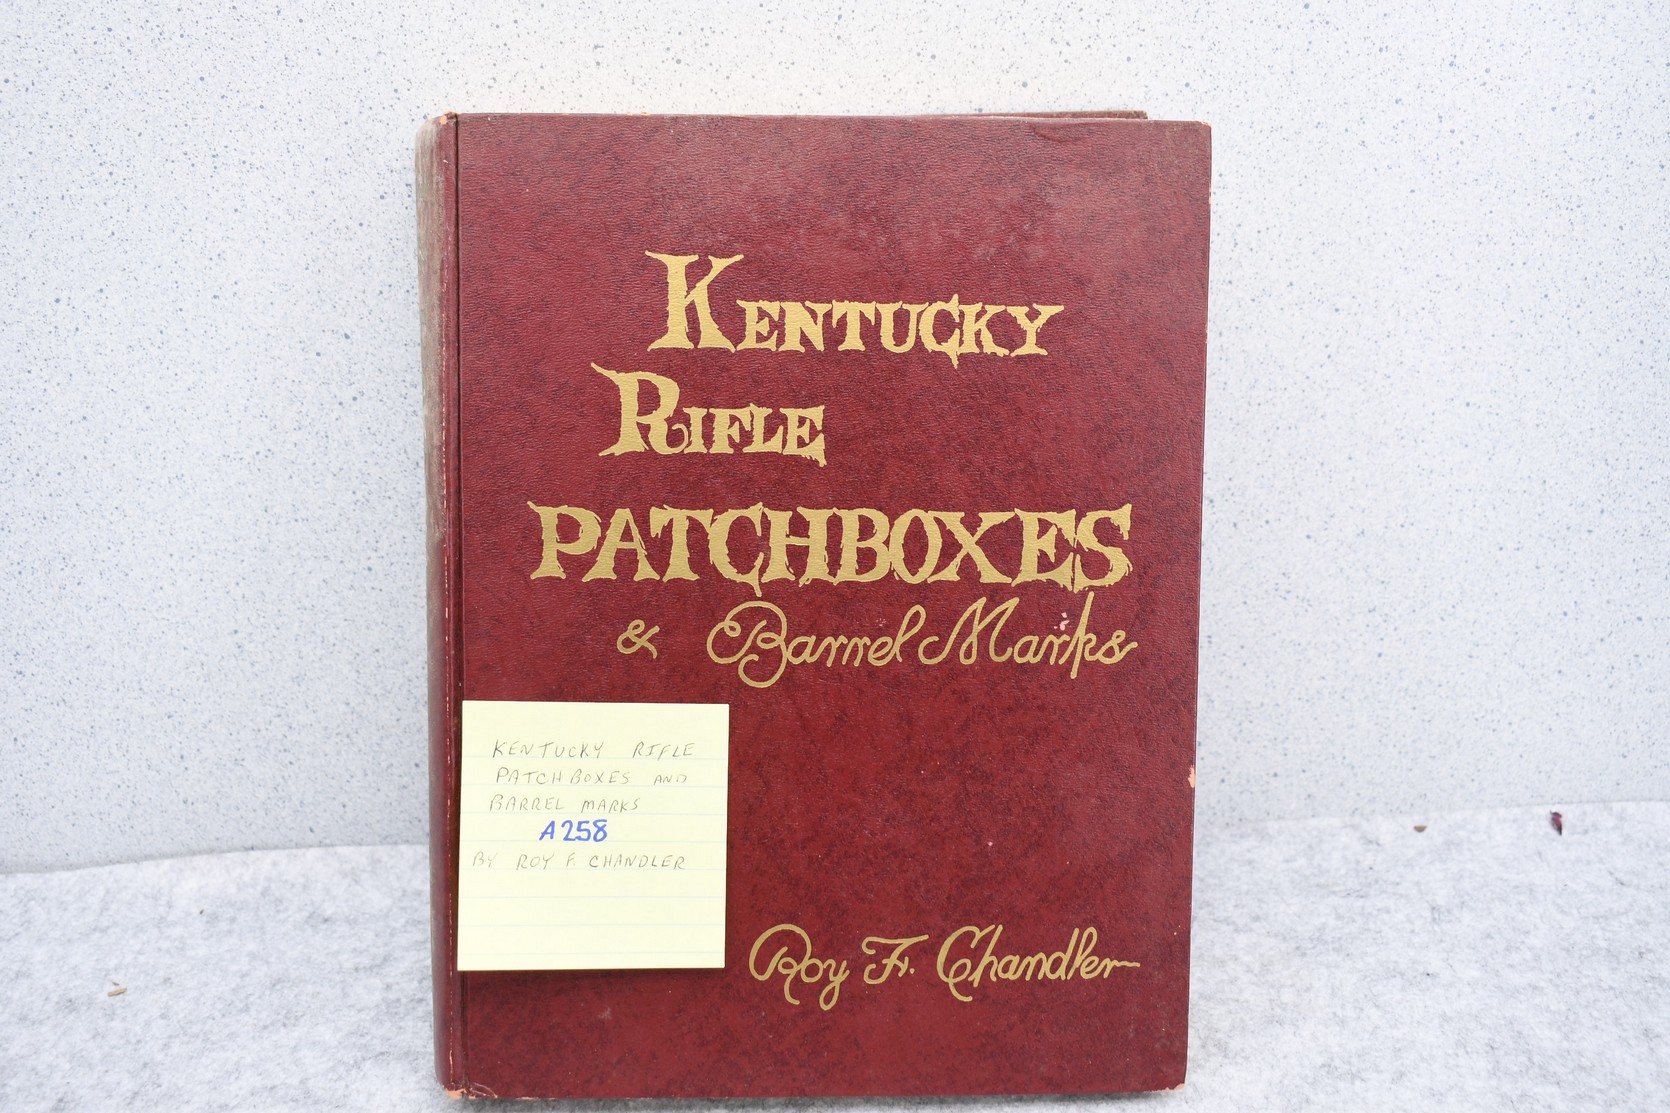 KENTUCKY
RIFLE
PATCHBOXES
& Barrel Marks
KENTUCKY RIFLE
PATCHBOXES AND
BARREL MARKS
A258
BY ROY F CHANDLER
Roy F. Chandler